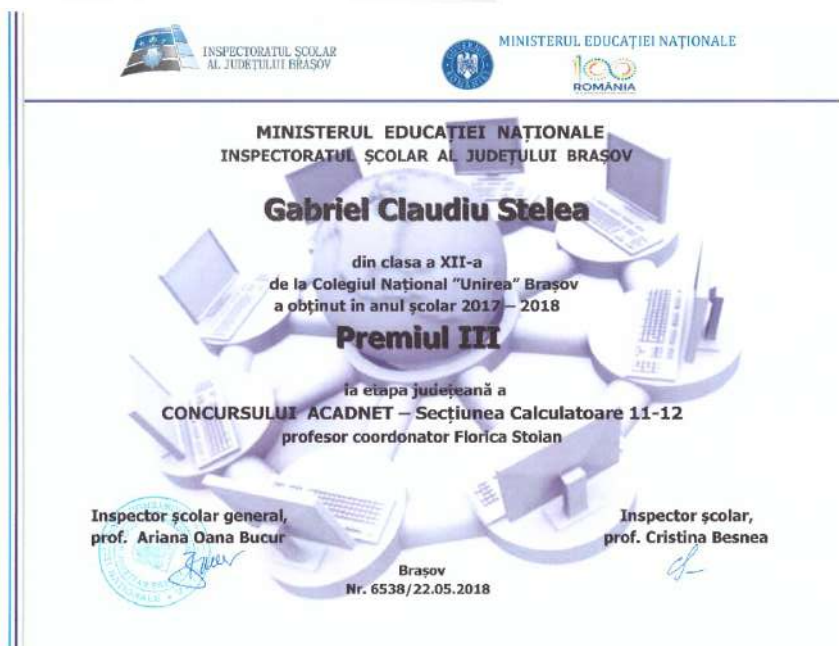 INSPECTORATUL ȘCOLAR
AL JUDEȚULUI BRAȘOV
MINISTERUL EDUCAȚIEI NAȚIONALE
100
ROMÂNIA
MINISTERUL EDUCAȚIEI NAȚIONALE
INSPECTORATUL ȘCOLAR AL JUDEȚULUI BRAȘOV
Gabriel Claudiu Stelea
din clasa a XII-a
de la Colegiul Național "Unirea" Brașov
a obținut în anul școlar 2017 – 2018
Premiul III
la etapa județeană a
CONCURSULUI ACADNET – Secțiunea Calculatoare 11-12
profesor coordonator Florica Stoian
Inspector școlar general,
prof. Ariana Oana Bucur
Inspector școlar,
prof. Cristina Besnea
Brașov
Nr. 6538/22.05.2018